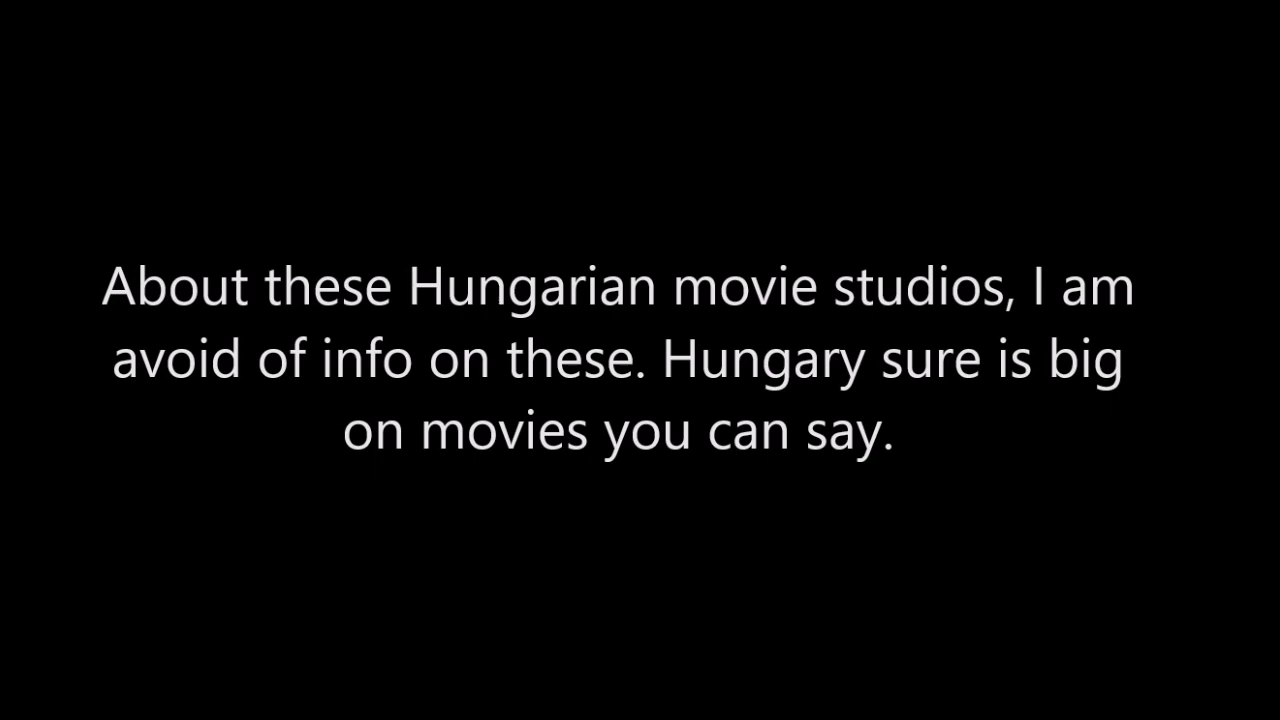 About these Hungarian movie studios, I am
avoid of info on these. Hungary sure is big
on movies you can say.